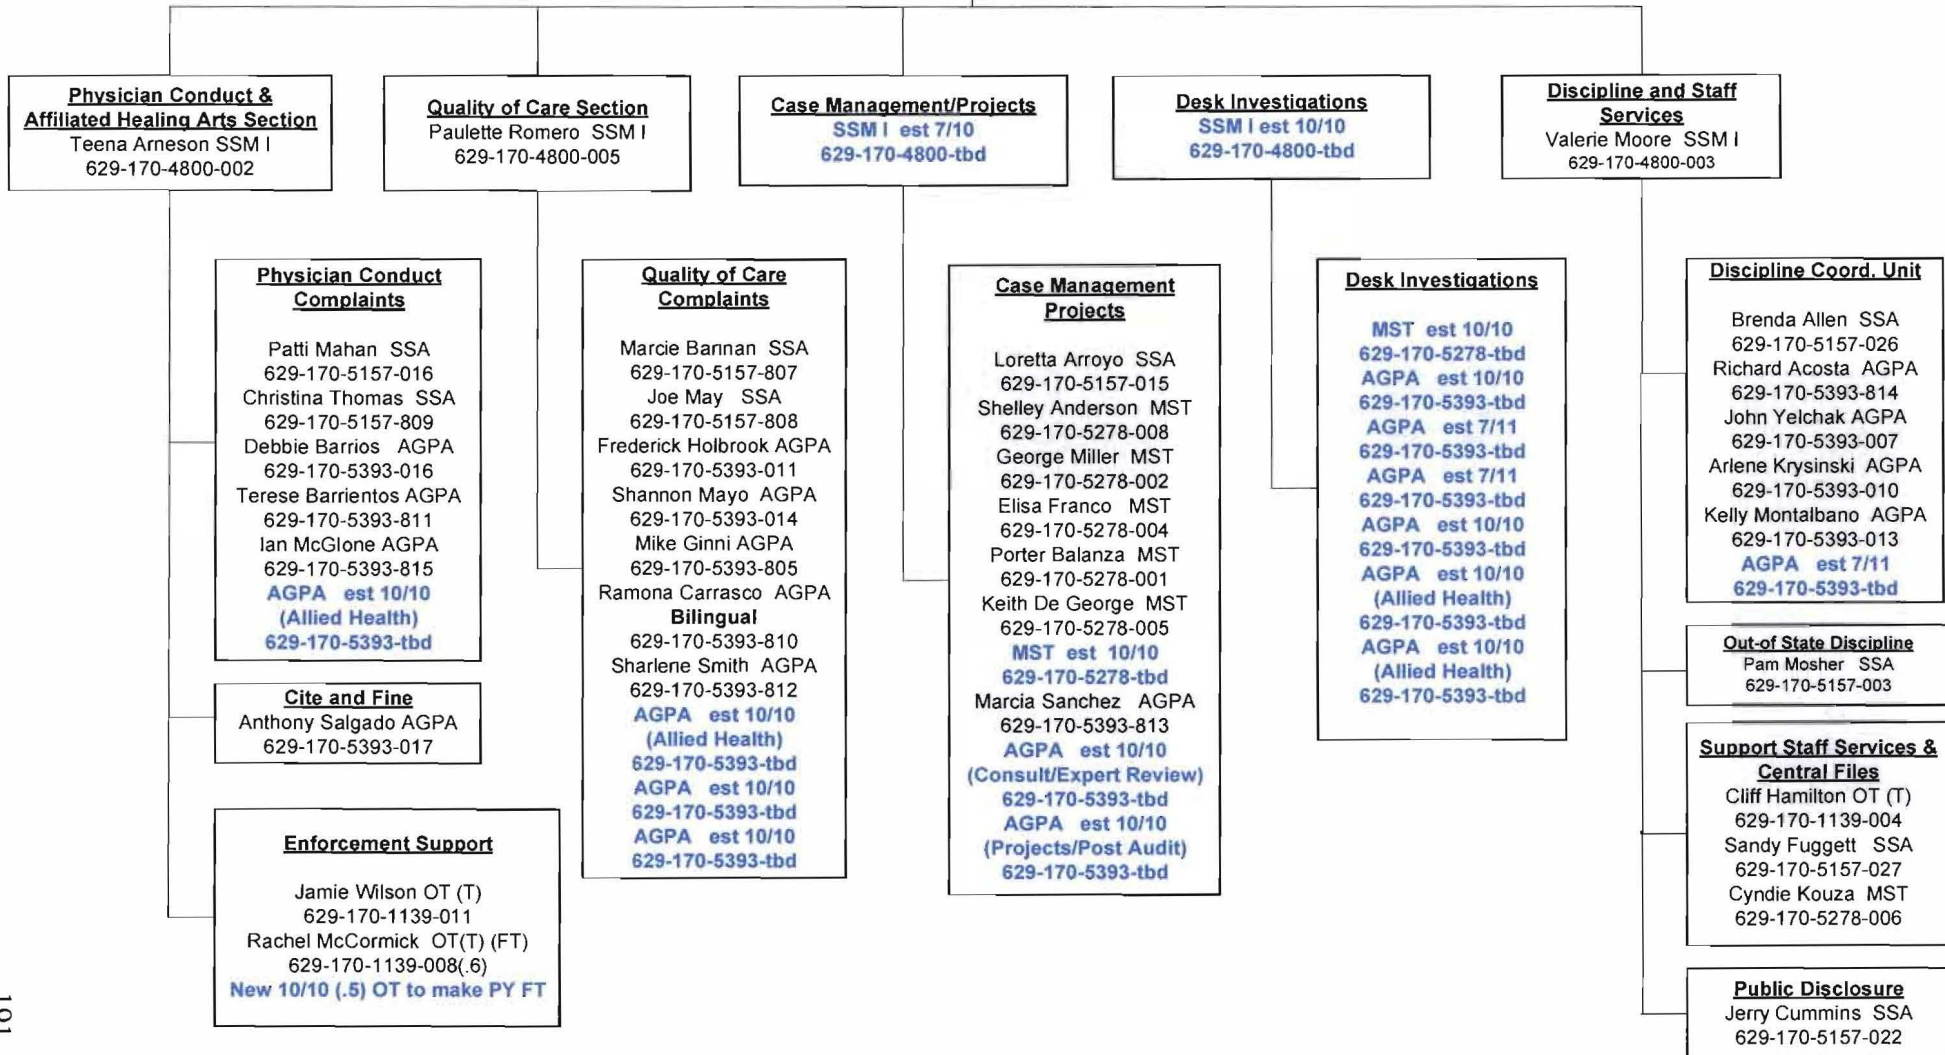 Physician Conduct &
Affiliated Healing Arts Section
Teena Arneson SSM I
629-170-4800-002
Quality of Care Section
Paulette Romero SSM I
629-170-4800-005
Case Management/Projects
SSM I est 7/10
629-170-4800-tbd
Desk Investigations
SSM I est 10/10
629-170-4800-tbd
Discipline and Staff
Services
Valerie Moore SSM I
629-170-4800-003
Physician Conduct
Complaints
Patti Mahan SSA
629-170-5157-016
Christina Thomas SSA
629-170-5157-809
Debbie Barrios AGPA
629-170-5393-016
Terese Barrientos AGPA
629-170-5393-811
Ian McGlone AGPA
629-170-5393-815
AGPA est 10/10
(Allied Health)
629-170-5393-tbd
Cite and Fine
Anthony Salgado AGPA
629-170-5393-017
Enforcement Support
Jamie Wilson OT (T)
629-170-1139-011
Rachel McCormick OT(T) (FT)
629-170-1139-008(.6)
New 10/10 (.5) OT to make PY FT
Quality of Care
Complaints
Marcie Bannan SSA
629-170-5157-807
Joe May SSA
629-170-5157-808
Frederick Holbrook AGPA
629-170-5393-011
Shannon Mayo AGPA
629-170-5393-014
Mike Ginni AGPA
629-170-5393-805
Ramona Carrasco AGPA
Bilingual
629-170-5393-810
Sharlene Smith AGPA
629-170-5393-812
AGPA est 10/10
(Allied Health)
629-170-5393-tbd
AGPA est 10/10
629-170-5393-tbd
AGPA est 10/10
629-170-5393-tbd
Case Management
Projects
Loretta Arroyo SSA
629-170-5157-015
Shelley Anderson MST
629-170-5278-008
George Miller MST
629-170-5278-002
Elisa Franco MST
629-170-5278-004
Porter Balanza MST
629-170-5278-001
Keith De George MST
629-170-5278-005
MST est 10/10
629-170-5278-tbd
Marcia Sanchez AGPA
629-170-5393-813
AGPA est 10/10
(Consult/Expert Review)
629-170-5393-tbd
AGPA est 10/10
(Projects/Post Audit)
629-170-5393-tbd
Desk Investigations
MST est 10/10
629-170-5278-tbd
AGPA est 10/10
629-170-5393-tbd
AGPA est 7/11
629-170-5393-tbd
AGPA est 7/11
629-170-5393-tbd
AGPA est 10/10
629-170-5393-tbd
AGPA est 10/10
(Allied Health)
629-170-5393-tbd
AGPA est 10/10
(Allied Health)
629-170-5393-tbd
Discipline Coord. Unit
Brenda Allen SSA
629-170-5157-026
Richard Acosta AGPA
629-170-5393-814
John Yelchak AGPA
629-170-5393-007
Arlene Krysinski AGPA
629-170-5393-010
Kelly Montalbano AGPA
629-170-5393-013
AGPA est 7/11
629-170-5393-tbd
Out-of State Discipline
Pam Mosher SSA
629-170-5157-003
Support Staff Services &
Central Files
Cliff Hamilton OT (T)
629-170-1139-004
Sandy Fuggett SSA
629-170-5157-027
Cyndie Kouza MST
629-170-5278-006
Public Disclosure
Jerry Cummins SSA
629-170-5157-022
191